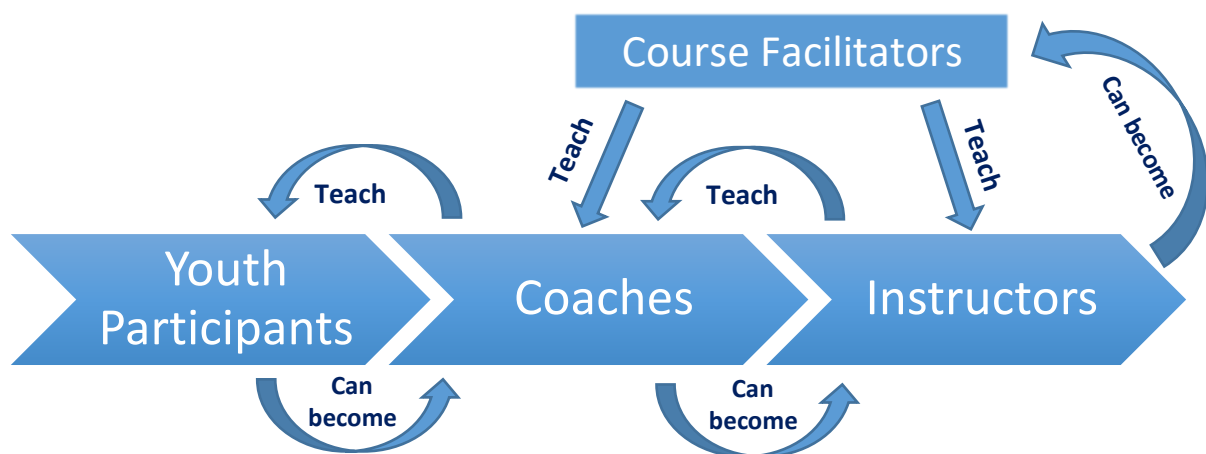 Course Facilitators
Teach
Teach
Can become
Teach
Teach
Youth
Participants
Coaches
Instructors
Can
become
Can
become